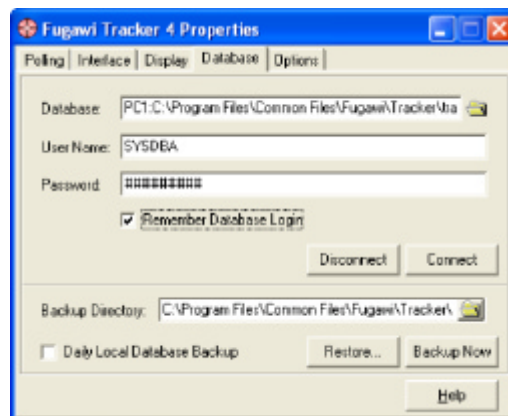 Fugawi Tracker 4 Properties
Polling Interface Display Database Options
Database: PC1:C:\Program Files\Common Files\Fugawi\Tracker\tra
User Name: SYSDBA
Password: #########
Remember Database Login
Disconnect Connect
Backup Directory: C:\Program Files\Common Files\Fugawi\Tracker\
Daily Local Database Backup Restore... Backup Now
Help